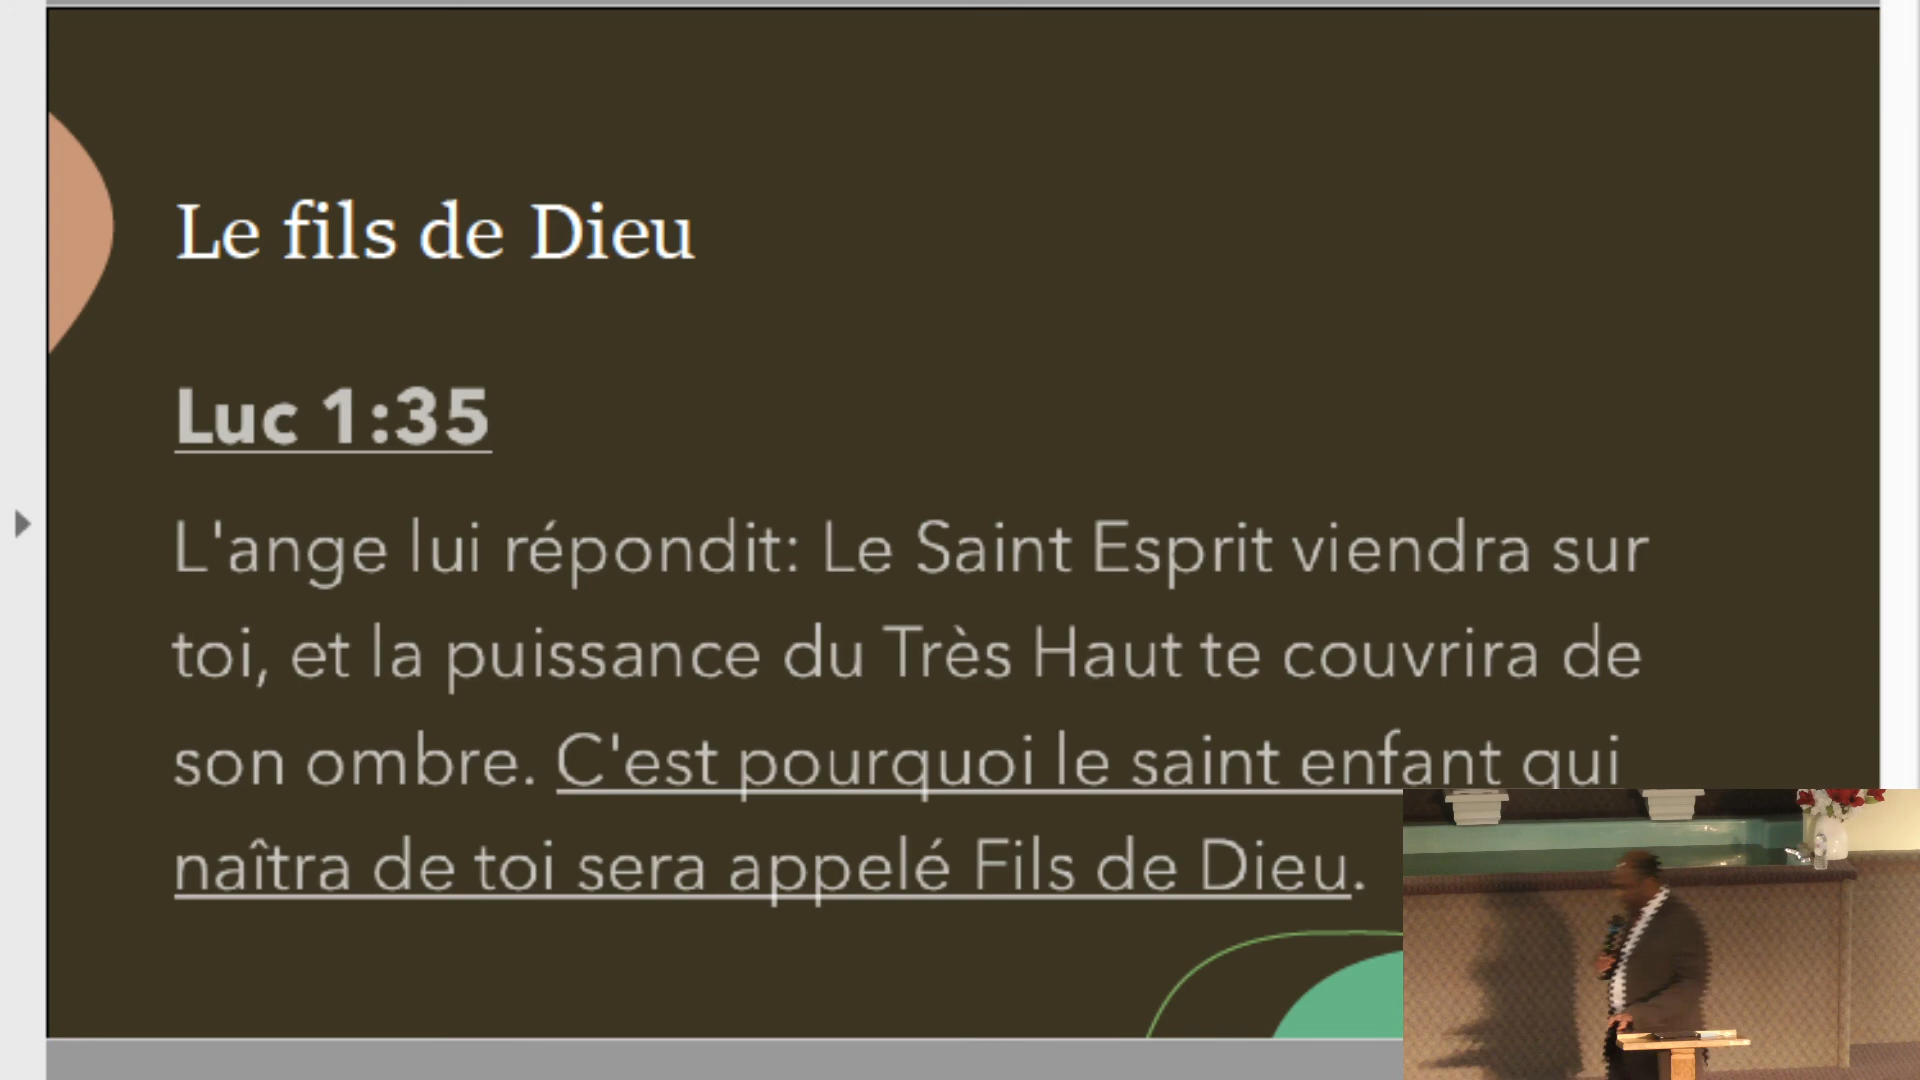 Le fils de Dieu
Luc 1:35
L'ange lui répondit: Le Saint Esprit viendra sur
toi, et la puissance du Très Haut te couvrira de
son ombre. C'est pourquoi le saint enfant qui
naîtra de toi sera appelé Fils de Dieu.